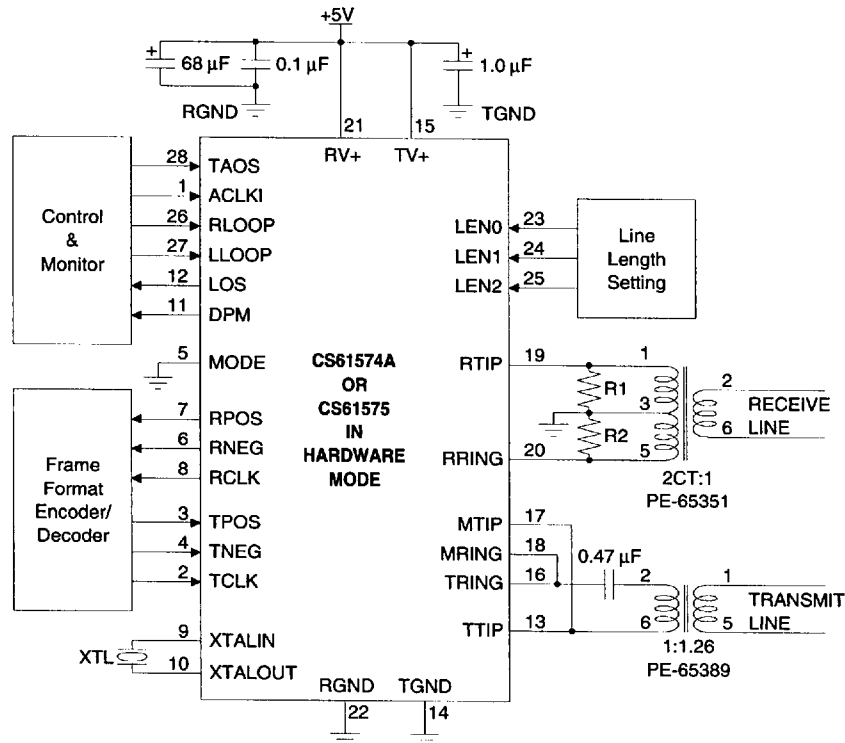 +5V
+
68 µF
0.1 µF
+
1.0 µF
RGND
TGND
21
15
RV+
TV+
Control
&
Monitor
28
TAOS
1
ACLKI
26
RLOOP
27
LLOOP
12
LOS
11
DPM
5
MODE
LEN0
23
LEN1
24
LEN2
25
Line
Length
Setting
CS61574A
OR
CS61575
IN
HARDWARE
MODE
Frame
Format
Encoder/
Decoder
7
RPOS
6
RNEG
8
RCLK
3
TPOS
4
TNEG
2
TCLK
RTIP
19
1
R1
3
R2
RRING
20
5
2
RECEIVE
6
LINE
2CT:1
PE-65351
MTIP
17
MRING
18
TRING
16
0.47 µF
2
1
TRANSMIT
TTIP
13
6
5
LINE
1:1.26
PE-65389
XTL
9
XTALIN
10
XTALOUT
RGND
TGND
22
14